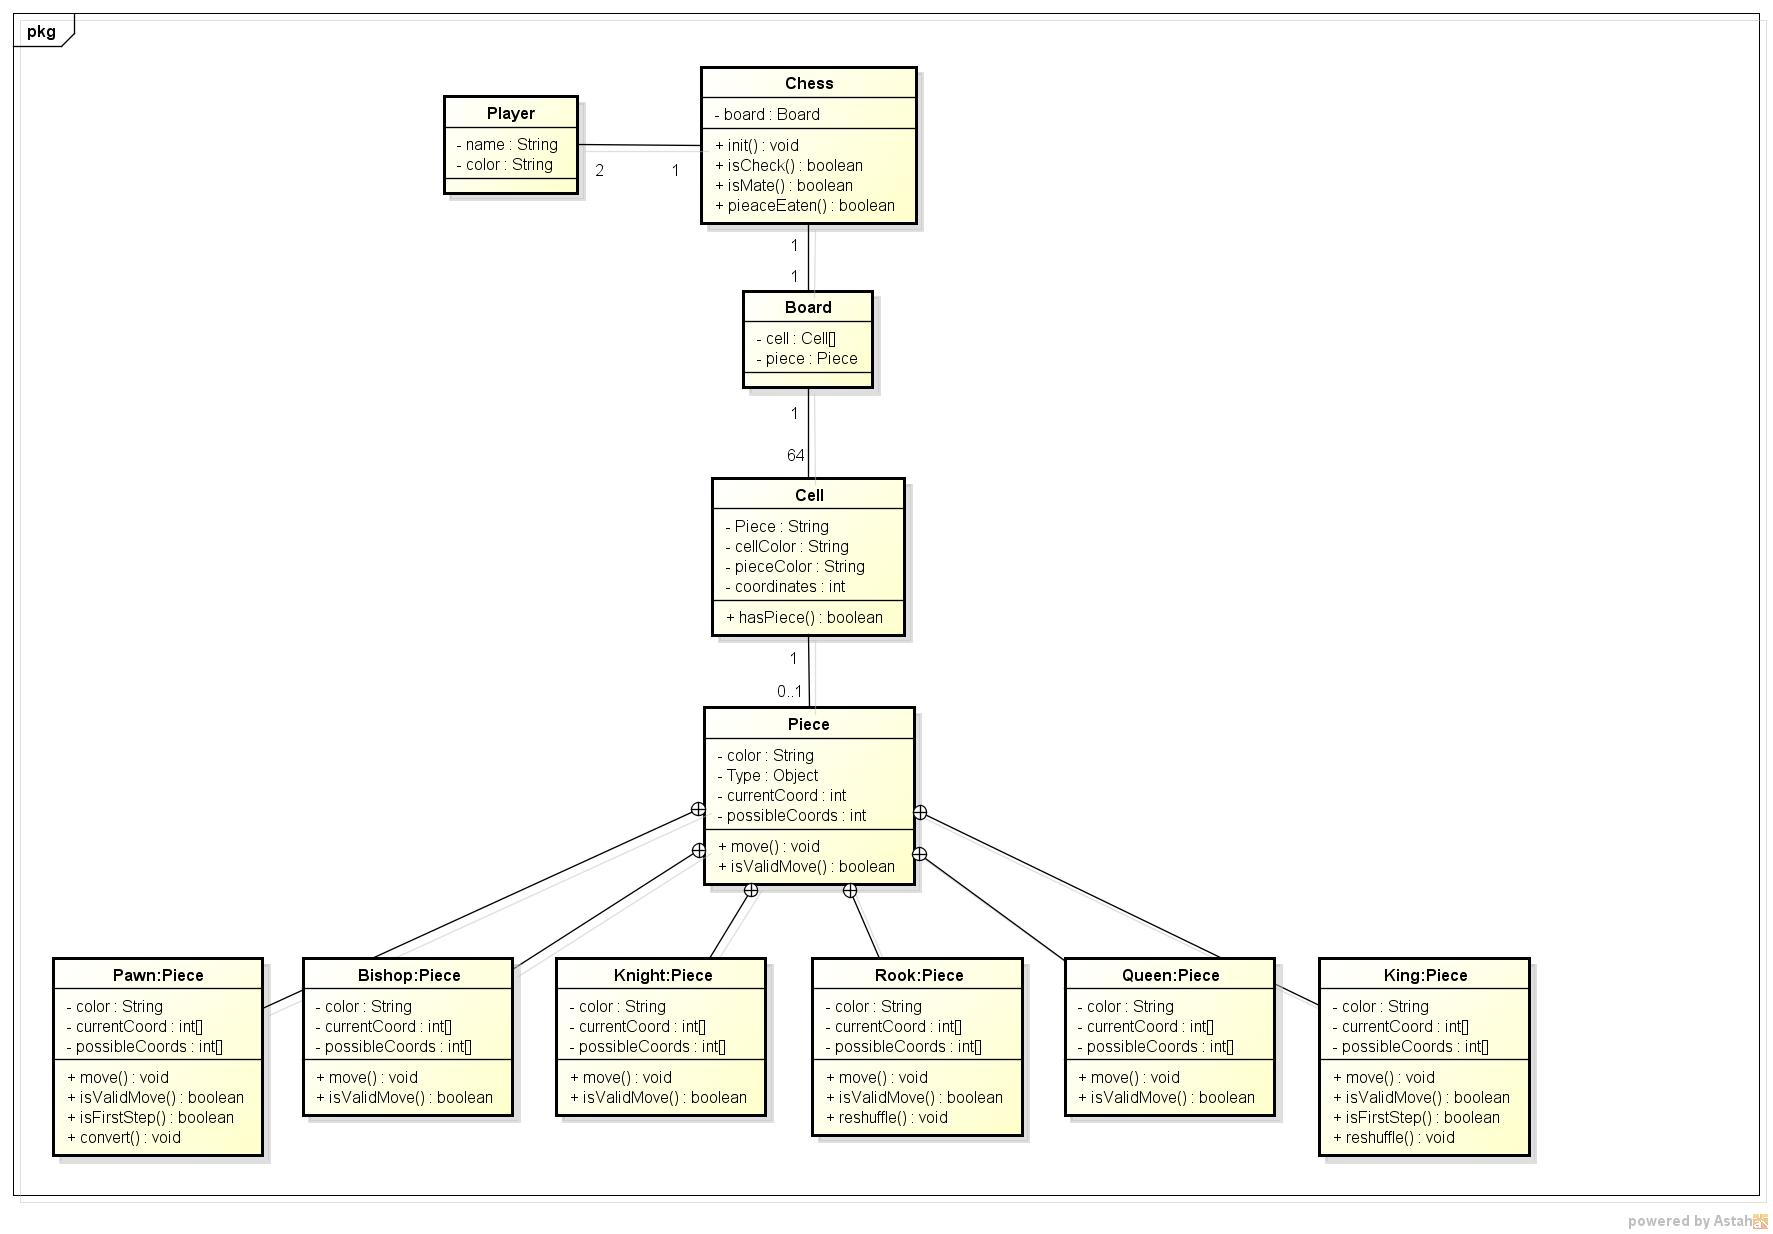 pkg
Player
- name : String
- color : String
2
1
Chess
- board : Board
+ init() : void
+ isCheck() : boolean
+ isMate() : boolean
+ pieaceEaten() : boolean
1
1
Board
- cell : Cell[]
- piece : Piece
1
64
Cell
- Piece : String
- cellColor : String
- pieceColor : String
- coordinates : int
+ hasPiece() : boolean
1
0..1
Piece
- color : String
- Type : Object
- currentCoord : int
- possibleCoords : int
+ move() : void
+ isValidMove() : boolean
Pawn:Piece
- color : String
- currentCoord : int[]
- possibleCoords : int[]
+ move() : void
+ isValidMove() : boolean
+ isFirstStep() : boolean
+ convert() : void
Bishop:Piece
- color : String
- currentCoord : int[]
- possibleCoords : int[]
+ move() : void
+ isValidMove() : boolean
Knight:Piece
- color : String
- currentCoord : int[]
- possibleCoords : int[]
+ move() : void
+ isValidMove() : boolean
Rook:Piece
- color : String
- currentCoord : int[]
- possibleCoords : int[]
+ move() : void
+ isValidMove() : boolean
+ reshuffle() : void
Queen:Piece
- color : String
- currentCoord : int[]
- possibleCoords : int[]
+ move() : void
+ isValidMove() : boolean
King:Piece
- color : String
- currentCoord : int[]
- possibleCoords : int[]
+ move() : void
+ isValidMove() : boolean
+ isFirstStep() : boolean
+ reshuffle() : void
powered by Astah